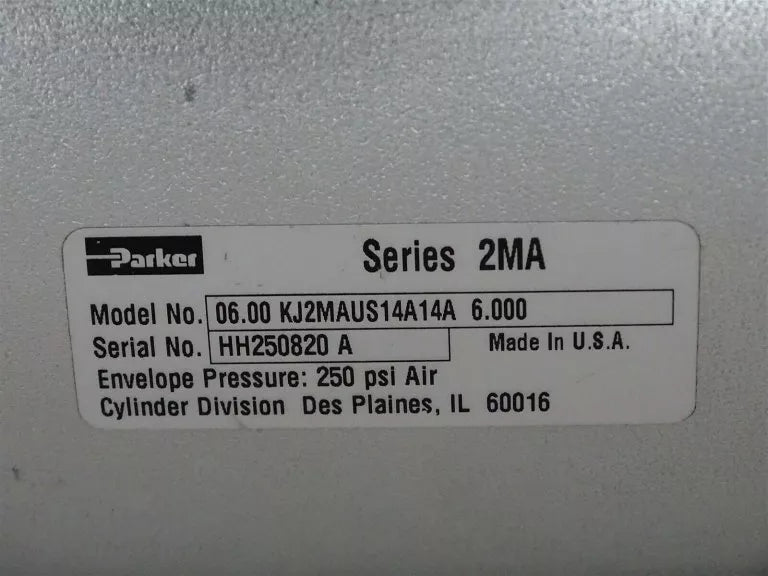 Parker Series 2MA
Model No. 06.00 KJ2MAUS14A14A 6.000
Serial No. HH250820 A Made In U.S.A.
Envelope Pressure: 250 psi Air
Cylinder Division Des Plaines, IL 60016